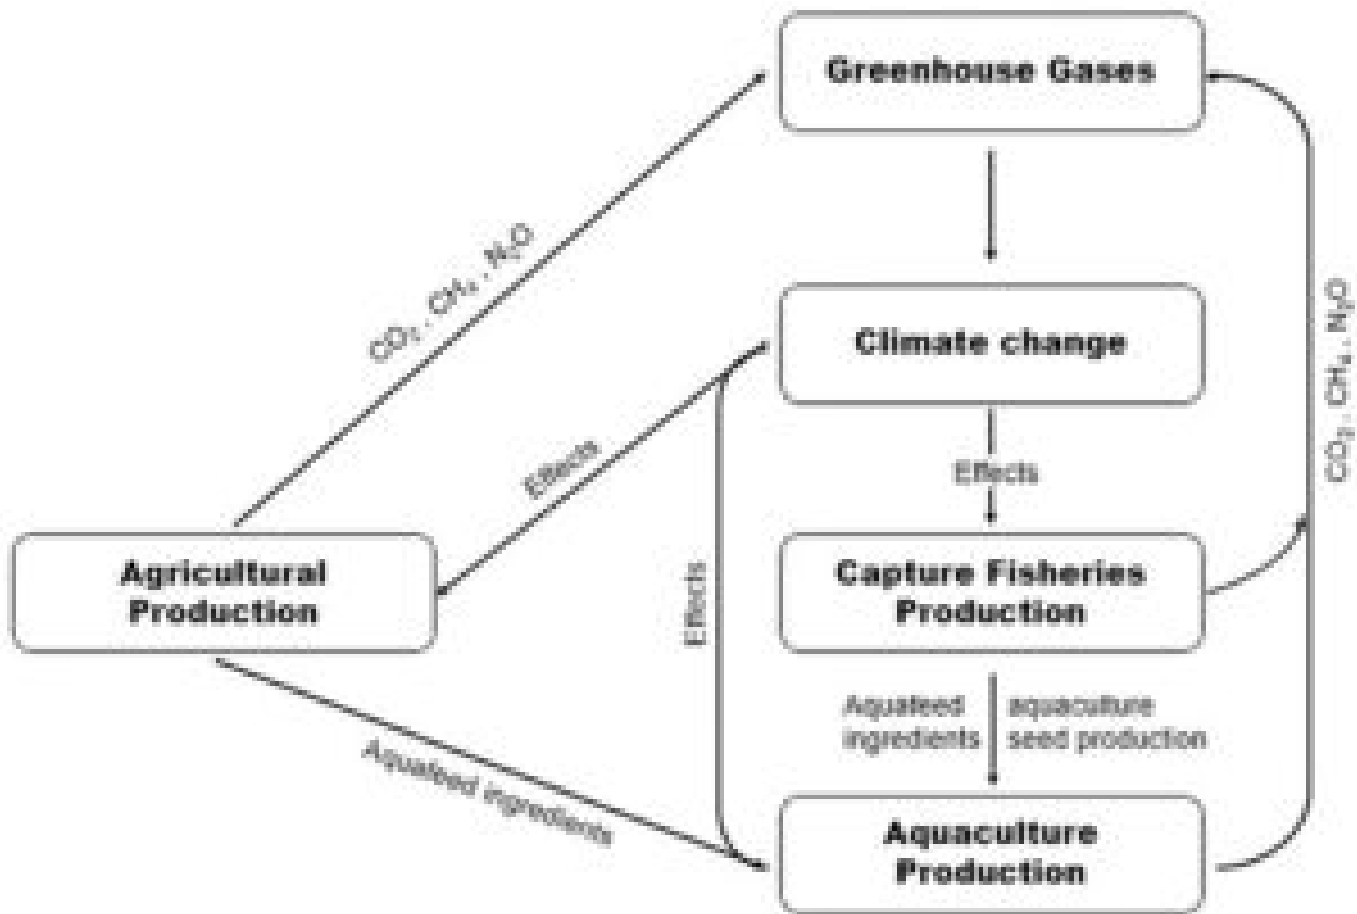 Greenhouse Gases
CO₂ , CH₄ , N₂O
Climate change
CO₂ , CH₄ , N₂O
Effects
Effects
Agricultural
Production
Capture Fisheries
Production
Effects
Aquafeed
ingredients
aquaculture
seed production
Aquafeed ingredients
Aquaculture
Production